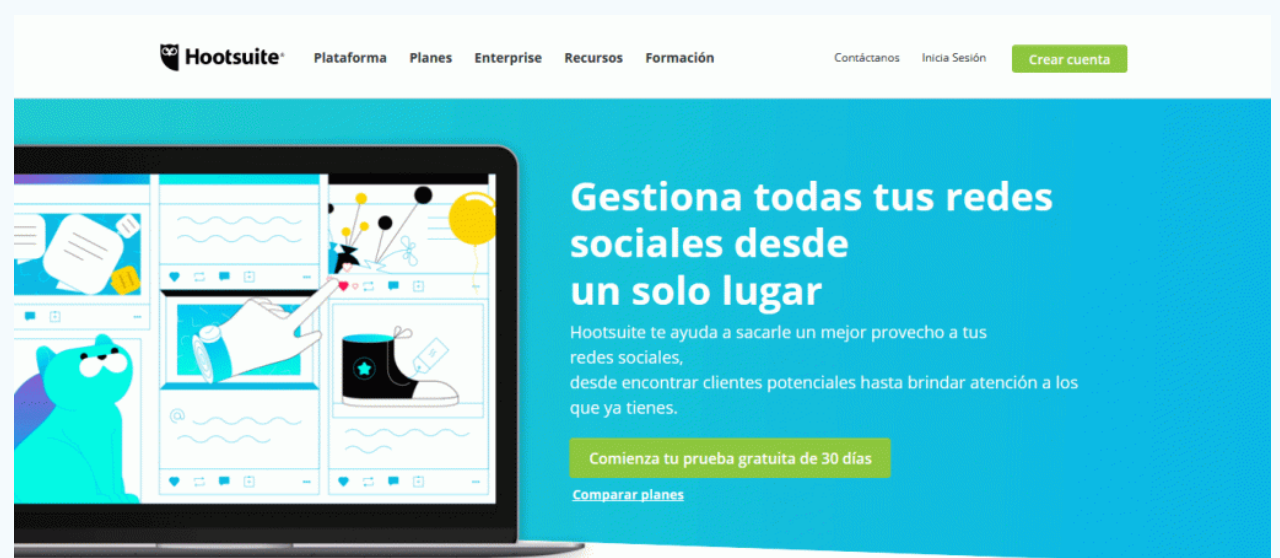 Hootsuite®
Plataforma Planes Enterprise Recursos Formación
Contáctanos Inicia Sesión Crear cuenta
Gestiona todas tus redes
sociales desde
un solo lugar
Hootsuite te ayuda a sacarle un mejor provecho a tus
redes sociales,
desde encontrar clientes potenciales hasta brindar atención a los
que ya tienes.
Comienza tu prueba gratuita de 30 días
Comparar planes
@